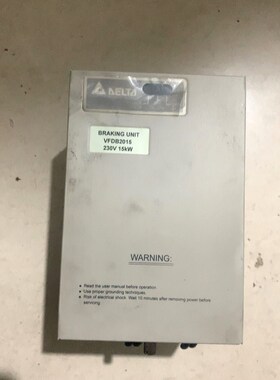 DELTA
BRAKING UNIT
VFDB2015
230V 15kW
WARNING:
Read the user manual before operation.
Use proper grounding techniques.
Risk of electrical shock. Wait 10 minutes after removing power before
servicing.